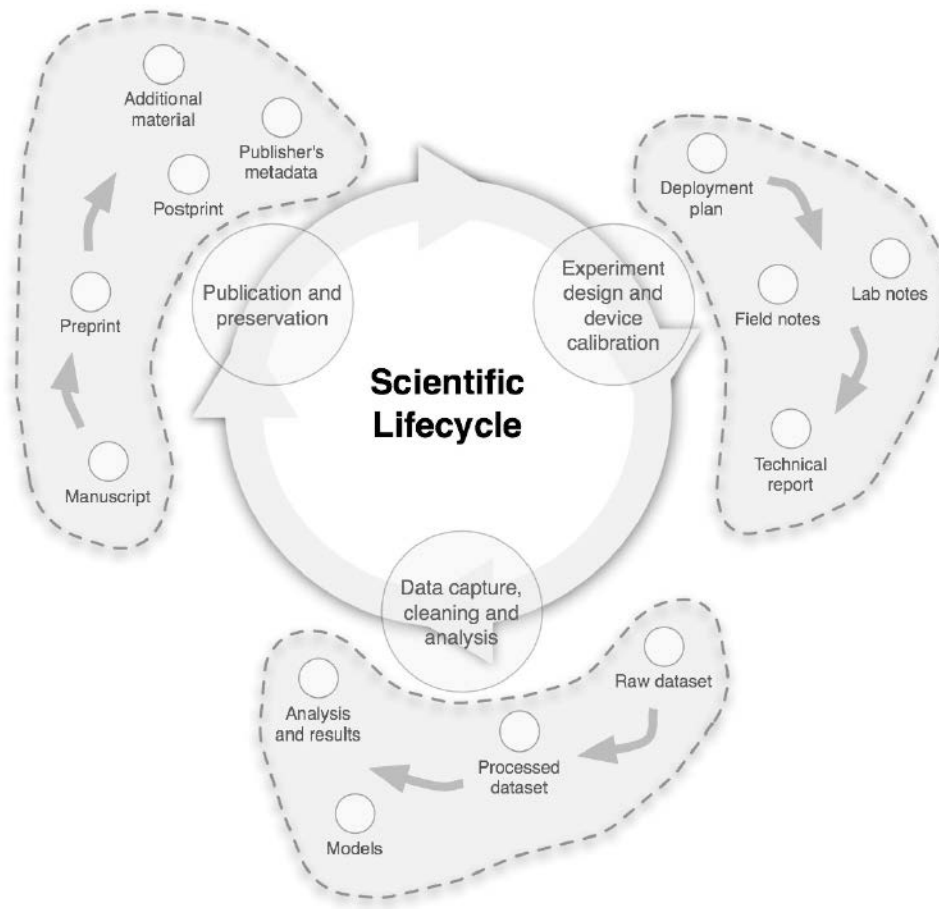 Additional
material
Publisher's
metadata
Postprint
Preprint
Manuscript
Publication and
preservation
Scientific
Lifecycle
Experiment
design and
device
calibration
Deployment
plan
Lab notes
Field notes
Technical
report
Data capture,
cleaning and
analysis
Raw dataset
Processed
dataset
Analysis
and results
Models